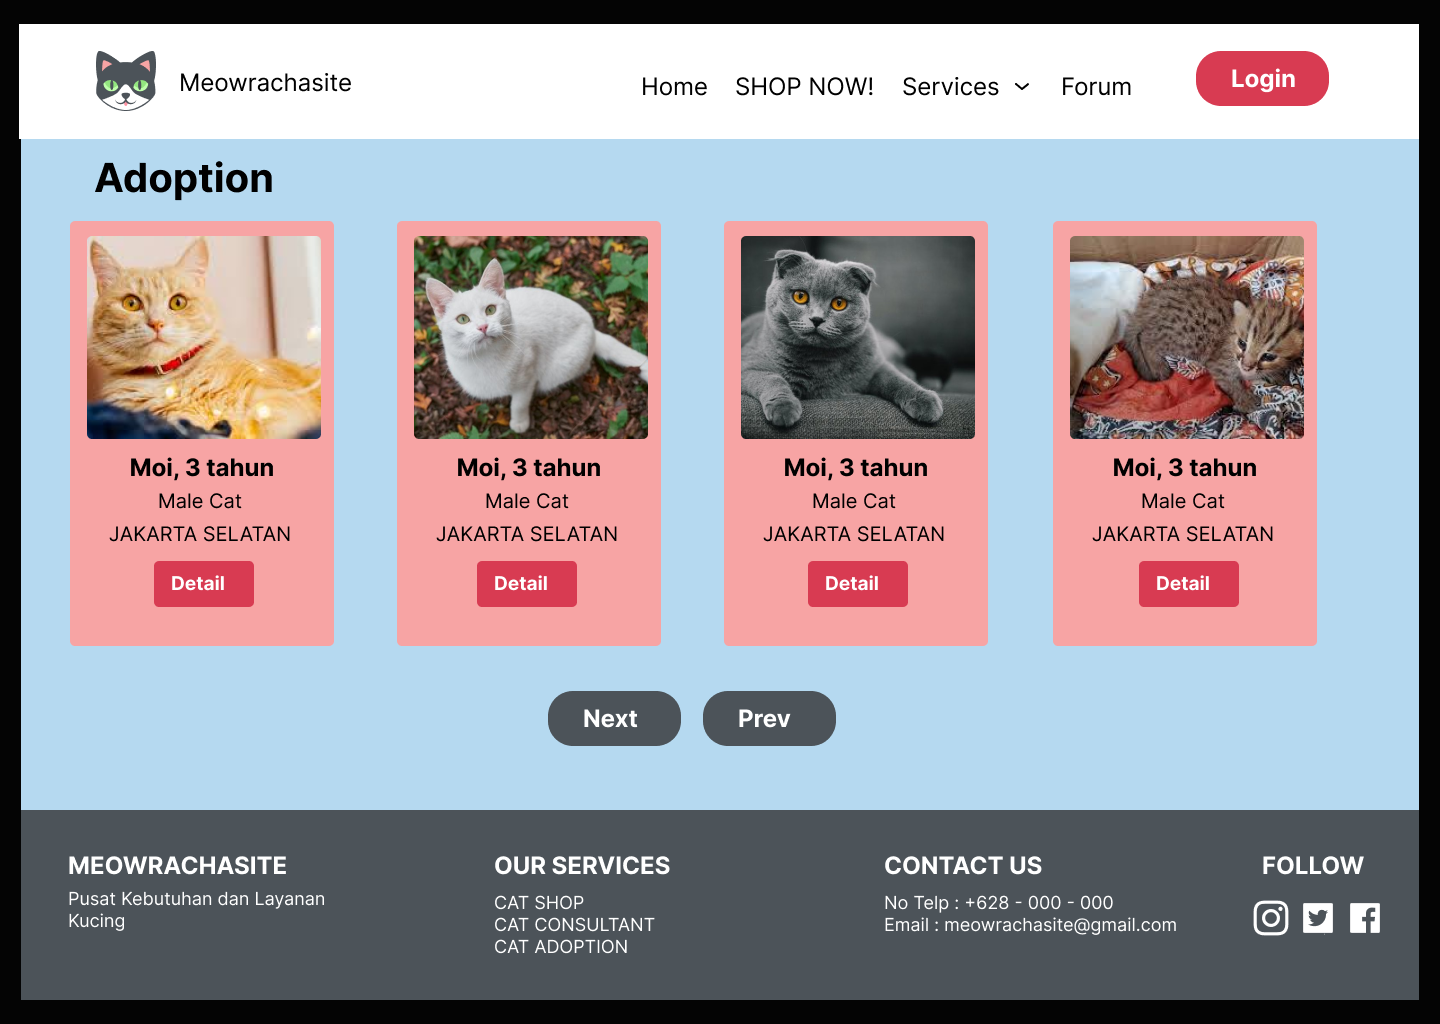 Meowrachasite
Home SHOP NOW! Services Forum
Login
Adoption
Moi, 3 tahun
Male Cat
JAKARTA SELATAN
Detail
Moi, 3 tahun
Male Cat
JAKARTA SELATAN
Detail
Moi, 3 tahun
Male Cat
JAKARTA SELATAN
Detail
Moi, 3 tahun
Male Cat
JAKARTA SELATAN
Detail
Next Prev
MEOWRACHASITE
Pusat Kebutuhan dan Layanan
Kucing
OUR SERVICES
CAT SHOP
CAT CONSULTANT
CAT ADOPTION
CONTACT US
No Telp : +628 - 000 - 000
Email : meowrachasite@gmail.com
FOLLOW